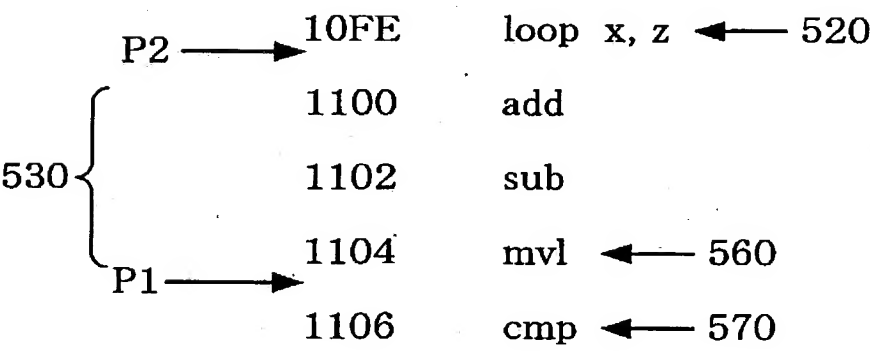 P2 10FE loop x, z 520
1100 add
530 1102 sub
1104 mvl 560
P1
1106 cmp 570